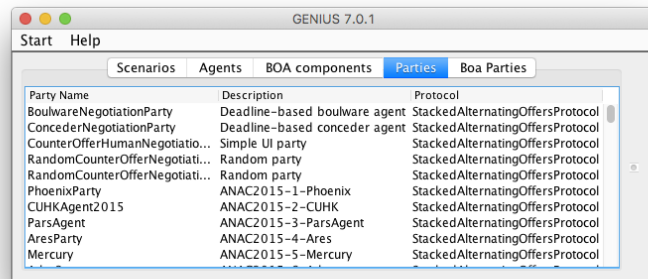 GENIUS 7.0.1
Start Help
Scenarios Agents BOA components Parties Boa Parties
Party Name Description Protocol
BoulwareNegotiationParty Deadline-based boulware agent StackedAlternatingOffersProtocol
ConcederNegotiationParty Deadline-based conceder agent StackedAlternatingOffersProtocol
CounterOfferHumanNegotiatio... Simple UI party StackedAlternatingOffersProtocol
RandomCounterOfferNegotiati... Random party StackedAlternatingOffersProtocol
RandomCounterOfferNegotiati... Random party StackedAlternatingOffersProtocol
PhoenixParty ANAC2015-1-Phoenix StackedAlternatingOffersProtocol
CUHKAgent2015 ANAC2015-2-CUHK StackedAlternatingOffersProtocol
ParsAgent ANAC2015-3-ParsAgent StackedAlternatingOffersProtocol
AresParty ANAC2015-4-Ares StackedAlternatingOffersProtocol
Mercury ANAC2015-5-Mercury StackedAlternatingOffersProtocol